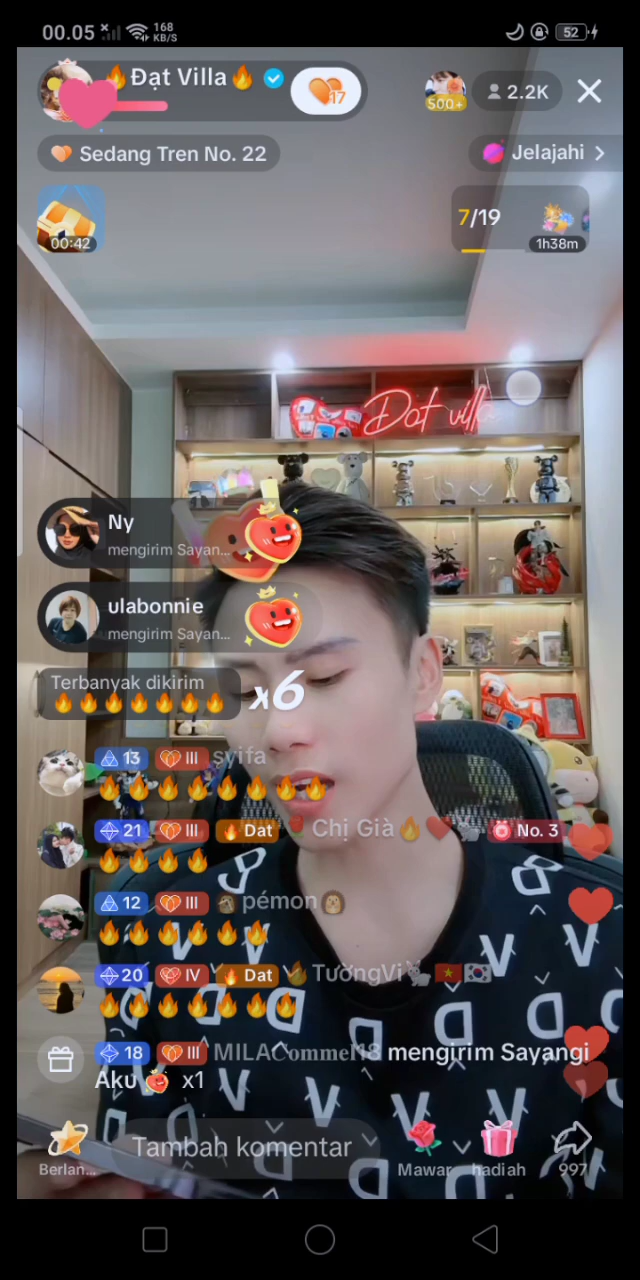 00.05
168
KB/S
52
🔥Đạt Villa🔥
17
500+
2.2K
Sedang Tren No. 22
Jelajahi
00:42
7/19
1h38m
Dat villa
Ny
mengirim Sayan...
ulabonnie
mengirim Sayan...
Terbanyak dikirim
🔥🔥🔥🔥🔥🔥🔥
x6
13 III syifa
🔥🔥🔥🔥🔥🔥🔥🔥
21 III Dat 🌹Chị Già🔥❤️🐇 No. 3
🔥🔥🔥🔥
12 III 🙈pémon🙉
🔥🔥🔥🔥🔥🔥
20 IV Dat 🔥TườngVi🐇🇻🇳🇰🇷
🔥🔥🔥🔥🔥🔥🔥
18 III MILACommeI18 mengirim Sayangi
Aku x1
Berlan...
Tambah komentar
Mawar
hadiah
997